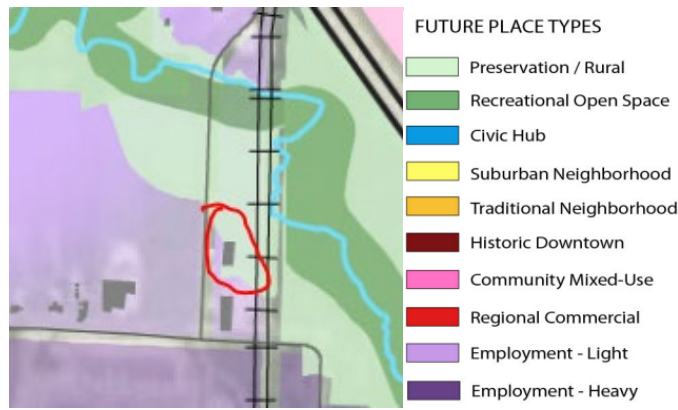 FUTURE PLACE TYPES
Preservation / Rural
Recreational Open Space
Civic Hub
Suburban Neighborhood
Traditional Neighborhood
Historic Downtown
Community Mixed-Use
Regional Commercial
Employment - Light
Employment - Heavy